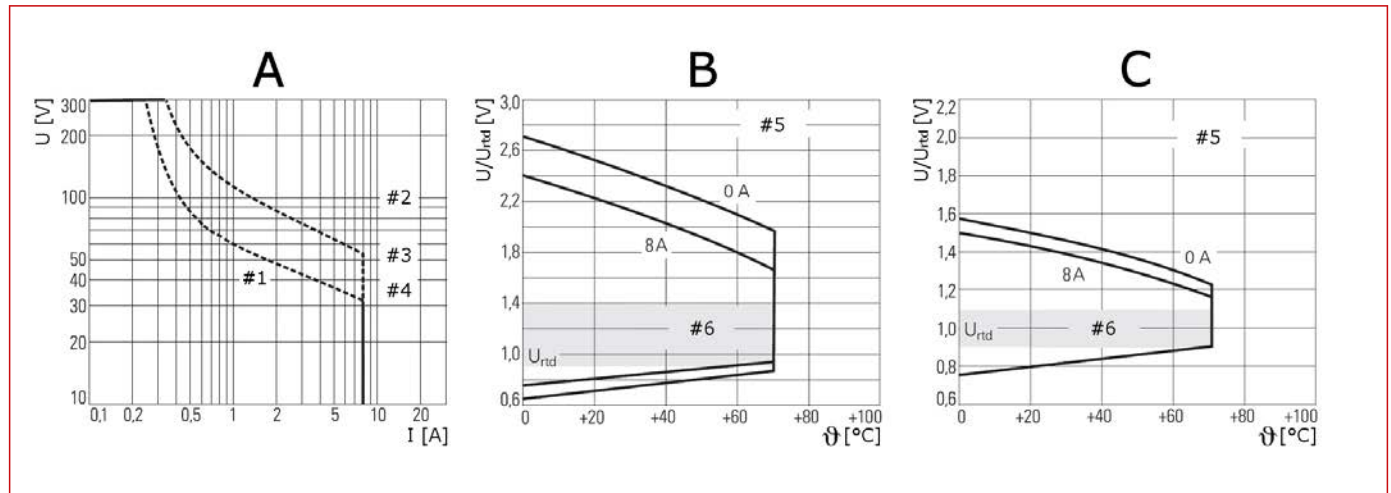 A
U [V]
300
200
100
50
40
30
20
10
#2
#3
#1
#4
0,1 0,2 0,5 1 2 5 10 20
I [A]
B
U/Urtd [V]
3,0
2,6
2,2
1,8
1,4
1,0
0,6
#5
0 A
8A
#6
Urtd
0 +20 +40 +60 +80 +100
ϑ [°C]
C
U/Urtd [V]
2,2
2,0
1,8
1,6
1,4
1,2
1,0
0,8
0,6
#5
0 A
8A
#6
Urtd
0 +20 +40 +60 +80 +100
ϑ [°C]